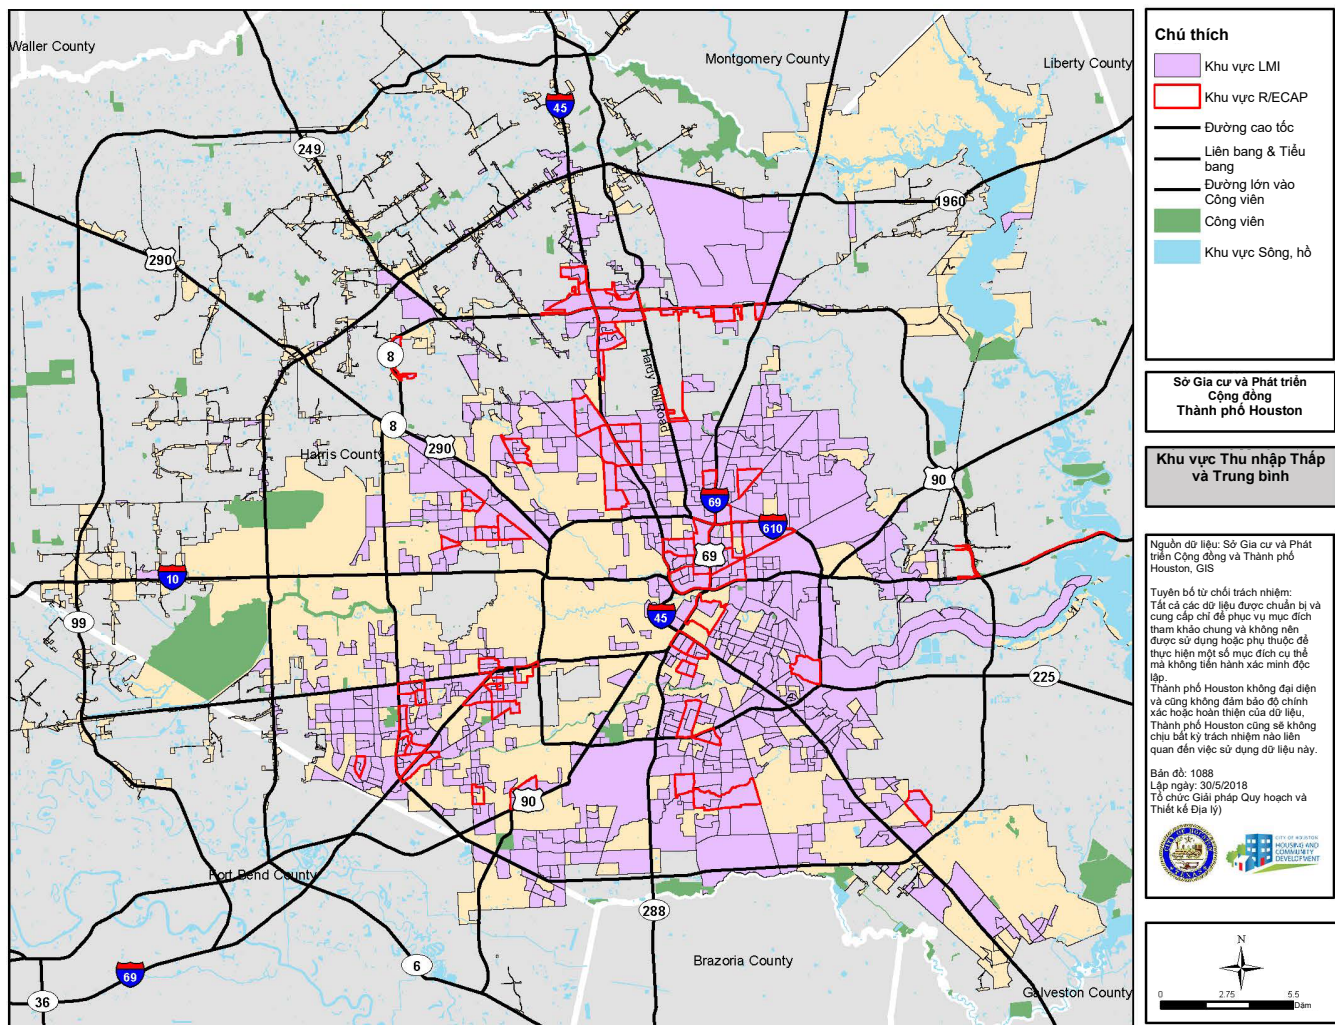 Waller County
Montgomery County
Liberty County
45
249
1960
290
8
Hardy Toll Road
8
290
Harris County
90
69
610
69
10
45
99
225
90
Fort Bend County
288
6
69
36
Brazoria County
Galveston County
Chú thích
Khu vực LMI
Khu vực R/ECAP
Đường cao tốc
Liên bang & Tiểu
bang
Đường lớn vào
Công viên
Công viên
Khu vực Sông, hồ
Sở Gia cư và Phát triển
Cộng đồng
Thành phố Houston
Khu vực Thu nhập Thấp
và Trung bình
Nguồn dữ liệu: Sở Gia cư và Phát
triển Cộng đồng và Thành phố
Houston, GIS
Tuyên bố từ chối trách nhiệm:
Tất cả các dữ liệu được chuẩn bị và
cung cấp chỉ để phục vụ mục đích
tham khảo chung và không nên
được sử dụng hoặc phụ thuộc để
thực hiện một số mục đích cụ thể
mà không tiến hành xác minh độc
lập.
Thành phố Houston không đại diện
và cũng không đảm bảo độ chính
xác hoặc hoàn thiện của dữ liệu,
Thành phố Houston cũng sẽ không
chịu bất kỳ trách nhiệm nào liên
quan đến việc sử dụng dữ liệu này.
Bản đồ: 1088
Lập ngày: 30/5/2018
Tổ chức Giải pháp Quy hoạch và
Thiết kế Địa lý)
CITY OF HOUSTON
HOUSING AND
COMMUNITY
DEVELOPMENT
N
0 2.75 5.5
Dặm